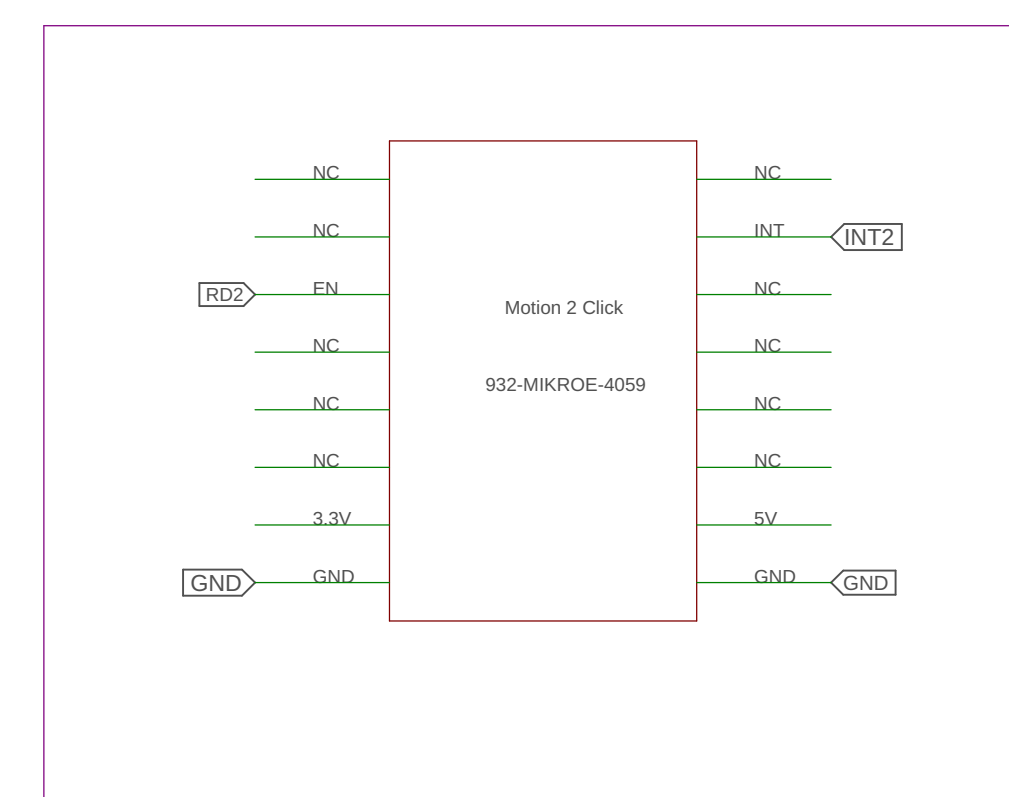 NC NC
NC INT INT2
RD2 EN NC
Motion 2 Click
NC NC
932-MIKROE-4059
NC NC
NC NC
3.3V 5V
GND GND GND GND